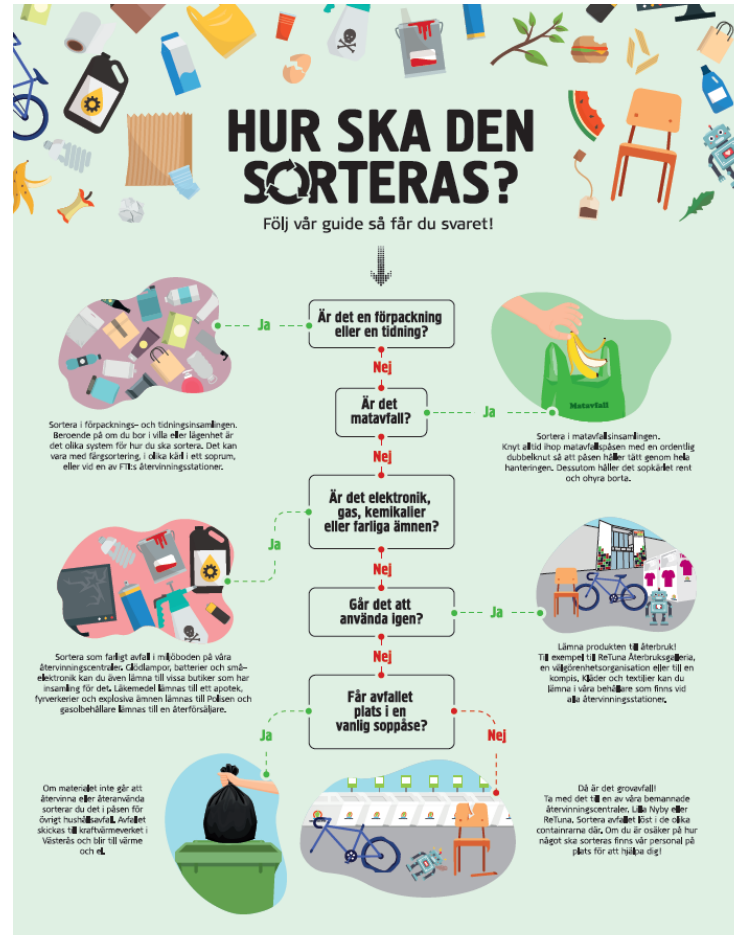 HUR SKA DEN
SORTERAS?
Följ vår guide så får du svaret!
Är det en förpackning
eller en tidning?
Ja
Nej
Sortera i förpacknings- och tidningsinsamlingen.
Beroende på om du bor i villa eller lägenhet är
det olika system för hur du ska sortera. Det kan
vara med färgsortering, i olika kärl i ett soprum,
eller vid en av FTI:s återvinningsstationer.
Är det
matavfall?
Ja
Nej
Matavfall
Sortera i matavfallsinsamlingen.
Knyt alltid ihop matavfallspåsen med en ordentlig
dubbelknut så att påsen håller tätt genom hela
hanteringen. Dessutom håller det sopkärlet rent
och ohyra borta.
Är det elektronik,
gas, kemikalier
eller farliga ämnen?
Ja
Nej
Sortera som farligt avfall i miljöboden på våra
återvinningscentraler. Glödlampor, batterier och små-
elektronik kan du även lämna till vissa butiker som har
insamling för det. Läkemedel lämnas till ett apotek,
fyrverkerier och explosiva ämnen lämnas till Polisen och
gasolbehållare lämnas till en återförsäljare.
Går det att
använda igen?
Ja
Nej
Lämna produkten till återbruk!
Till exempel till ReTuna Återbruksgalleria,
en välgörenhetsorganisation eller till en
kompis. Kläder och textilier kan du
lämna i våra behållare som finns vid
alla återvinningsstationer.
Får avfallet
plats i en
vanlig soppåse?
Ja
Nej
Om materialet inte går att
återvinna eller återanvända
sorterar du det i påsen för
övrigt hushållsavfall. Avfallet
skickas till kraftvärmeverket i
Västerås och blir till värme
och el.
Då är det grovavfall!
Ta med det till en av våra bemannade
återvinningscentraler, Lilla Nyby eller
ReTuna. Sortera avfallet löst i de olika
containrarna där. Om du är osäker på hur
något ska sorteras finns vår personal på
plats för att hjälpa dig!